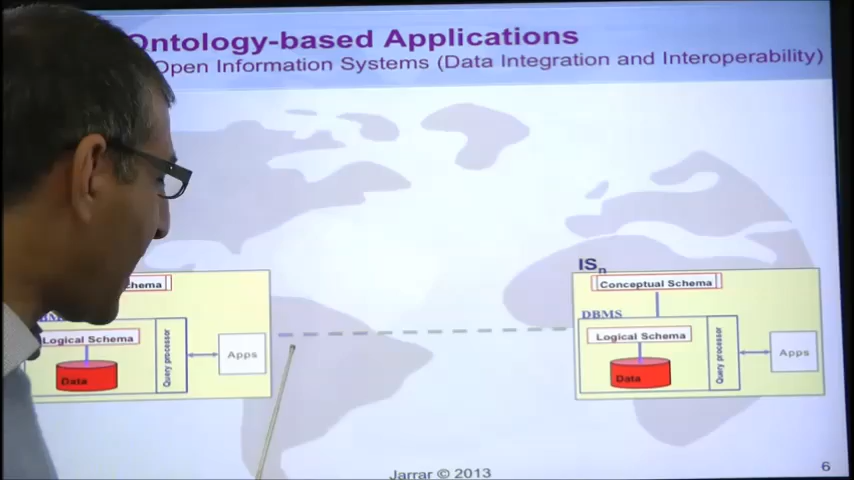 Ontology-based Applications
Open Information Systems (Data Integration and Interoperability)
ISn
Conceptual Schema
DBMS
Logical Schema
Logical Schema
Query processor
Apps
Data
Query processor
Apps
Data
Jarrar © 2013
6